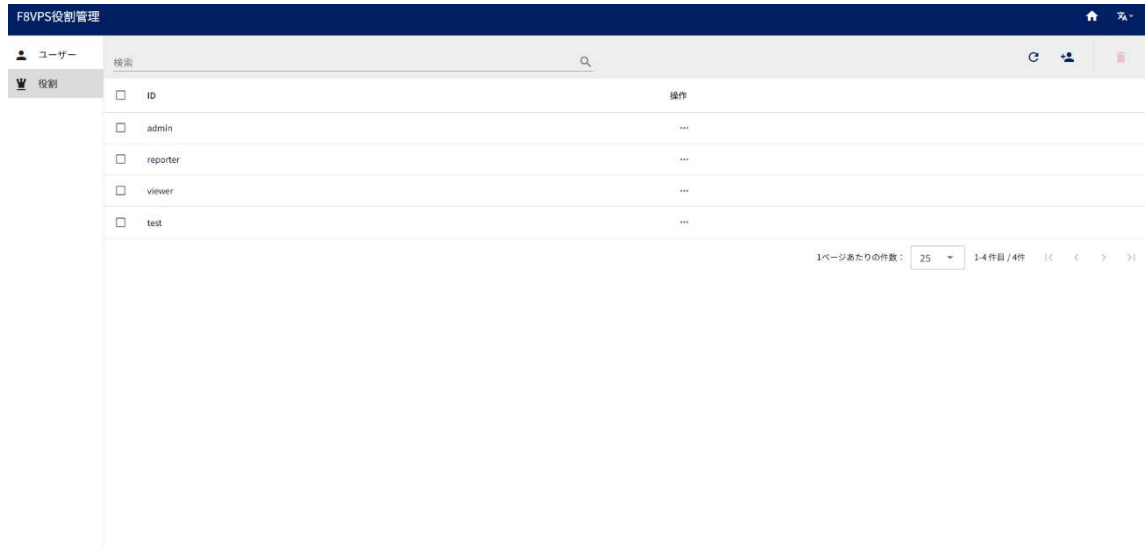 F8VPS役割管理
ユーザー
役割
検索
ID 操作
admin ...
reporter ...
viewer ...
test ...
1ページあたりの件数： 25 1-4 件目 / 4件